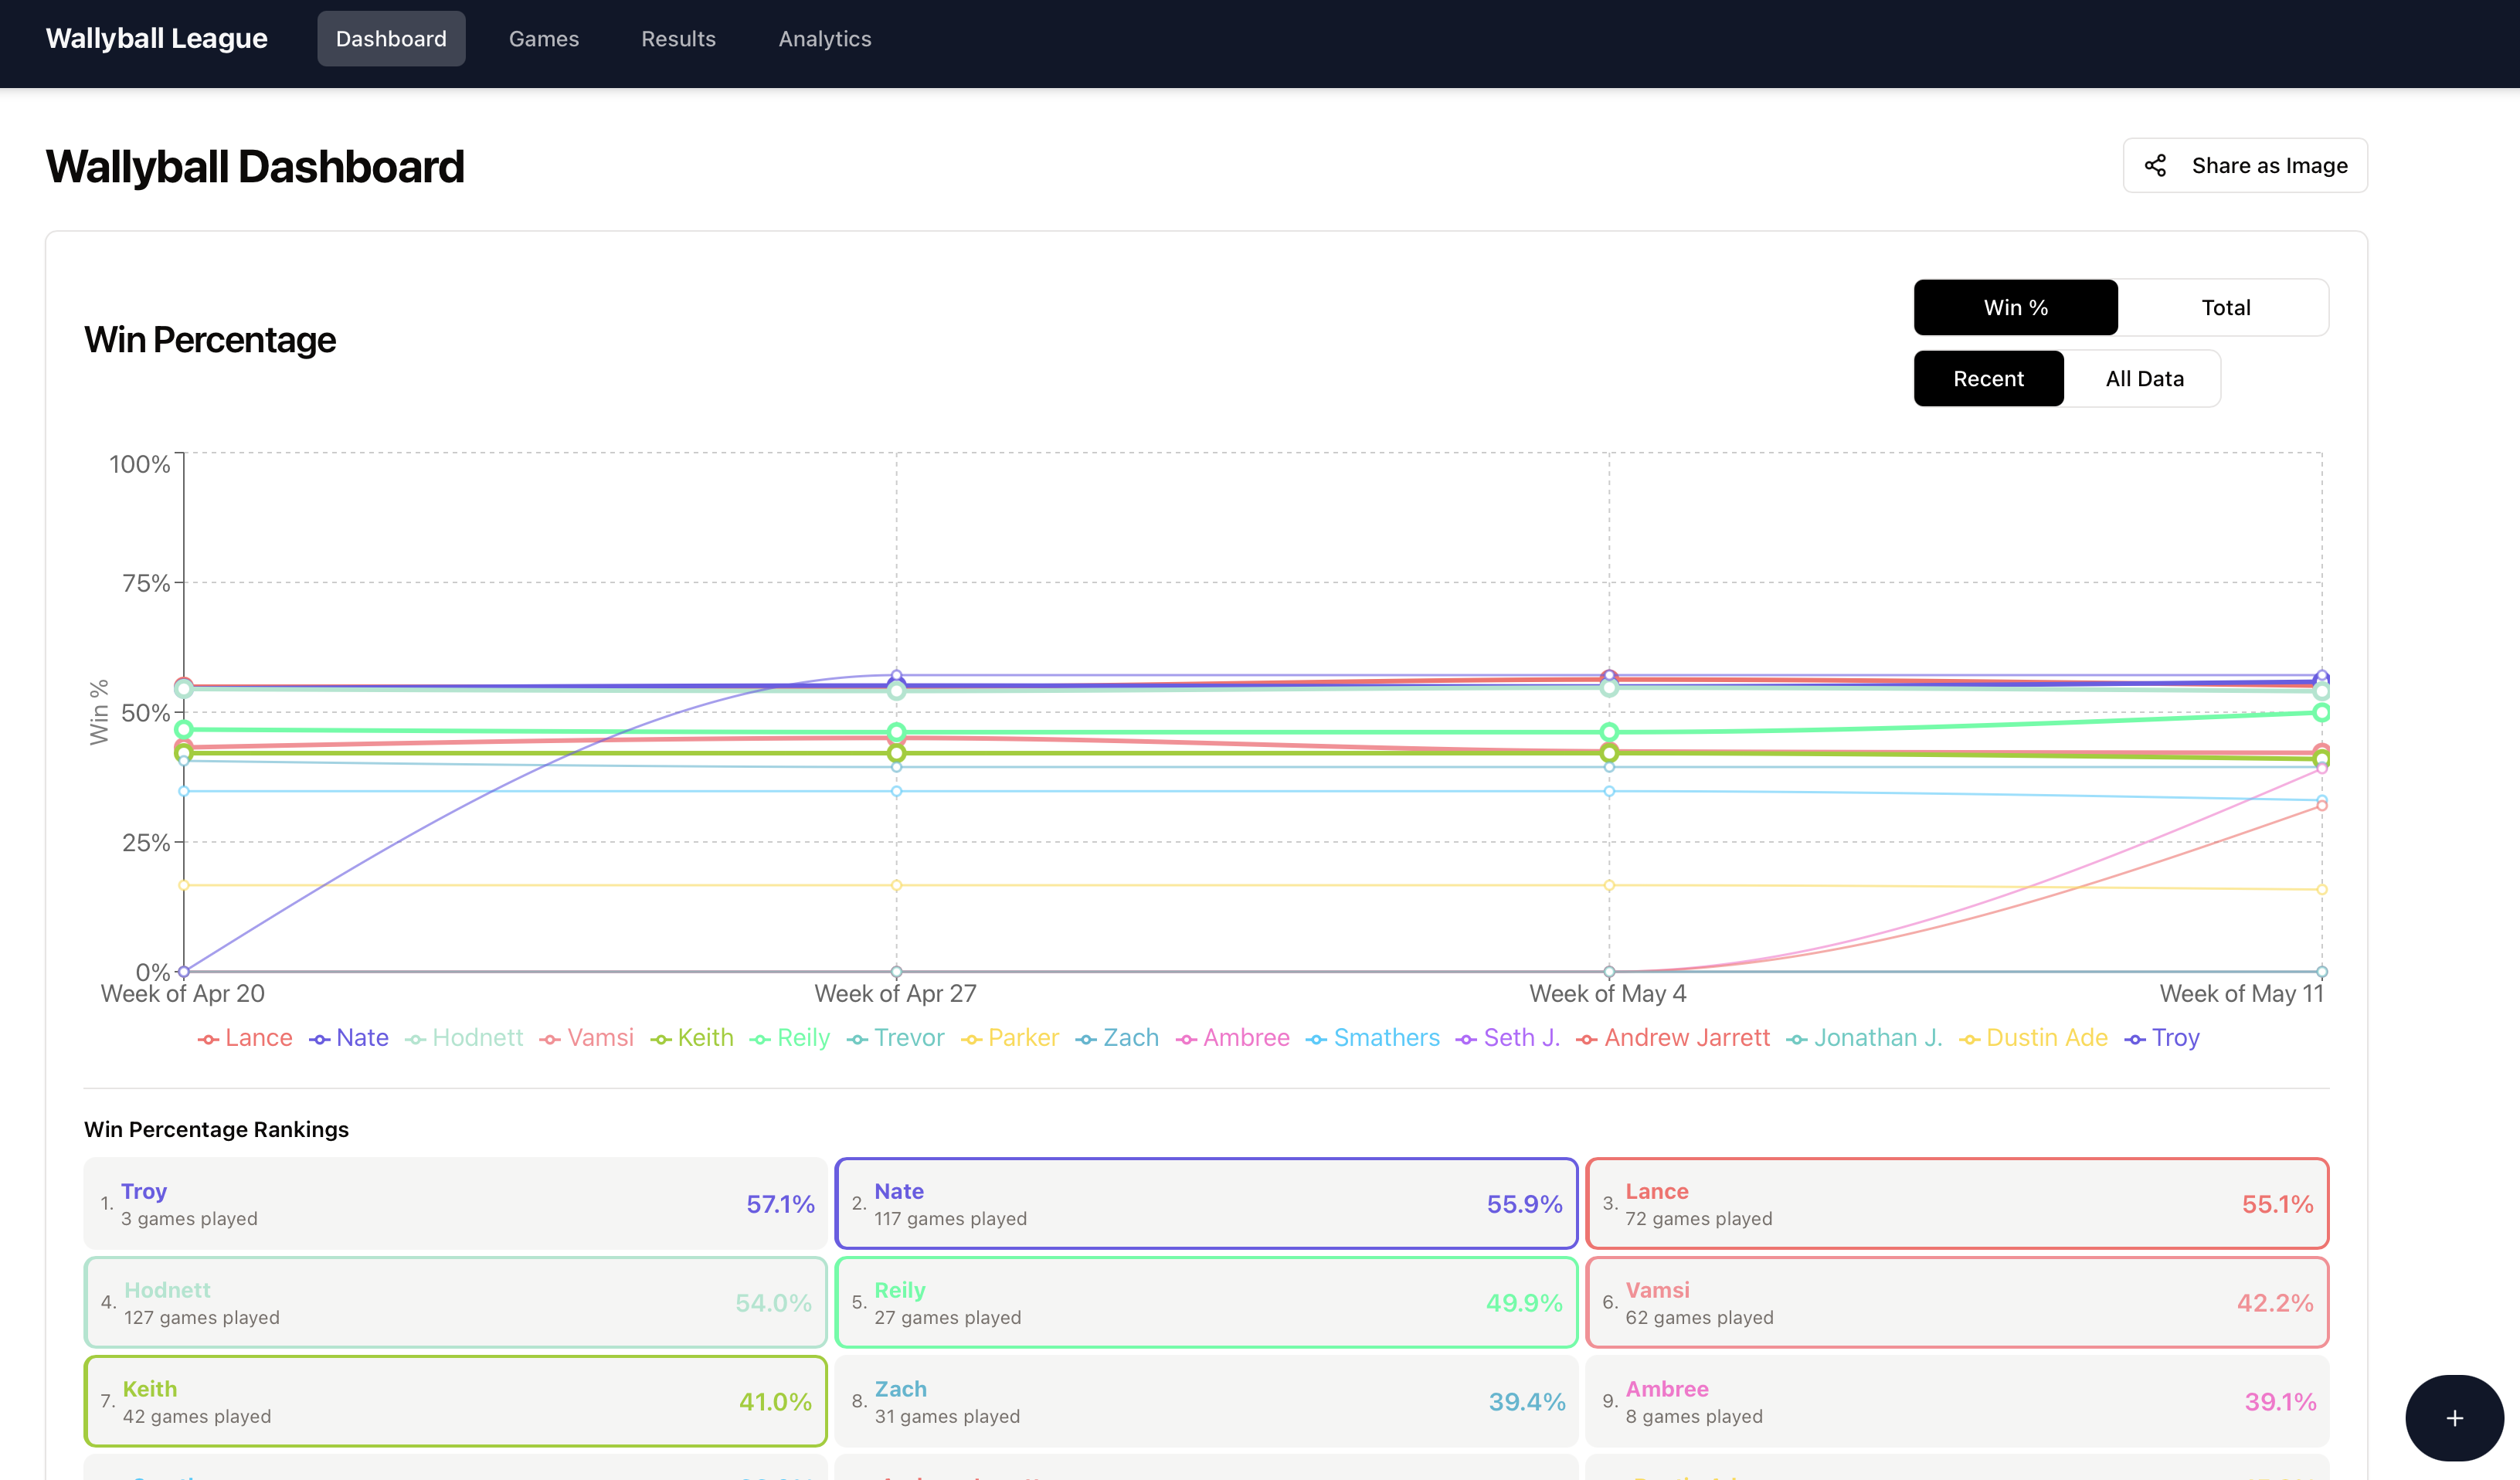 Wallyball League Dashboard Games Results Analytics
Wallyball Dashboard
Share as Image
Win % Total
Win Percentage
Recent All Data
100%
75%
Win %
50%
25%
0%
Week of Apr 20 Week of Apr 27 Week of May 4 Week of May 11
Lance Nate Hodnett Vamsi Keith Reily Trevor Parker Zach Ambree Smathers Seth J. Andrew Jarrett Jonathan J. Dustin Ade Troy
Win Percentage Rankings
1. Troy 57.1%
3 games played
2. Nate 55.9%
117 games played
3. Lance 55.1%
72 games played
4. Hodnett 54.0%
127 games played
5. Reily 49.9%
27 games played
6. Vamsi 42.2%
62 games played
7. Keith 41.0%
42 games played
8. Zach 39.4%
31 games played
9. Ambree 39.1%
8 games played
+